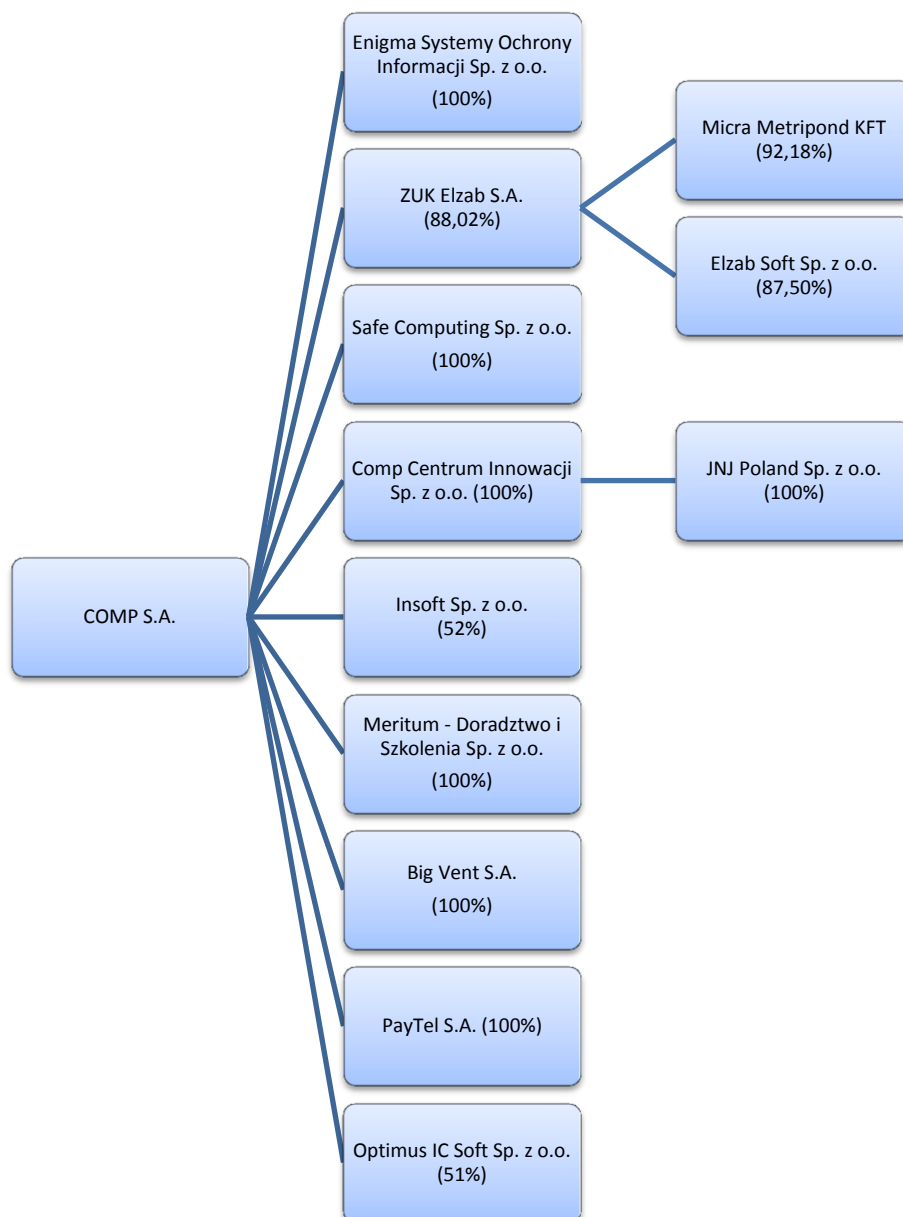 Enigma Systemy Ochrony
Informacji Sp. z o.o.
(100%)
Micra Metripond KFT
(92,18%)
ZUK Elzab S.A.
(88,02%)
Elzab Soft Sp. z o.o.
(87,50%)
Safe Computing Sp. z o.o.
(100%)
Comp Centrum Innowacji
Sp. z o.o. (100%)
JNJ Poland Sp. z o.o.
(100%)
COMP S.A.
Insoft Sp. z o.o.
(52%)
Meritum - Doradztwo i
Szkolenia Sp. z o.o.
(100%)
Big Vent S.A.
(100%)
PayTel S.A. (100%)
Optimus IC Soft Sp. z o.o.
(51%)